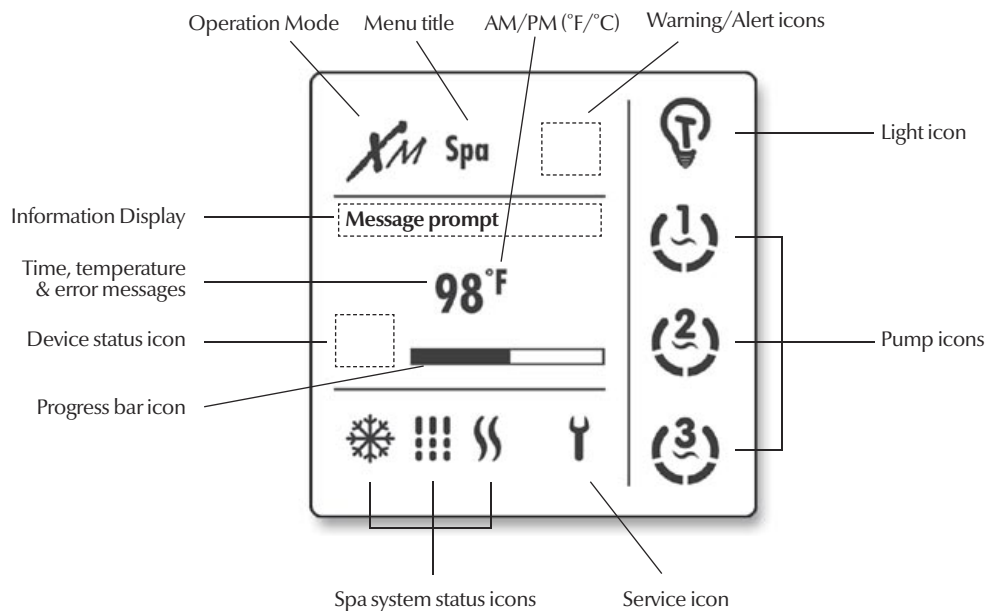 Operation Mode
Menu title
AM/PM (°F/°C)
Warning/Alert icons
XM Spa
Light icon
Information Display
Message prompt
1
Time, temperature
& error messages
98°F
Device status icon
2
Pump icons
Progress bar icon
3
Spa system status icons
Service icon